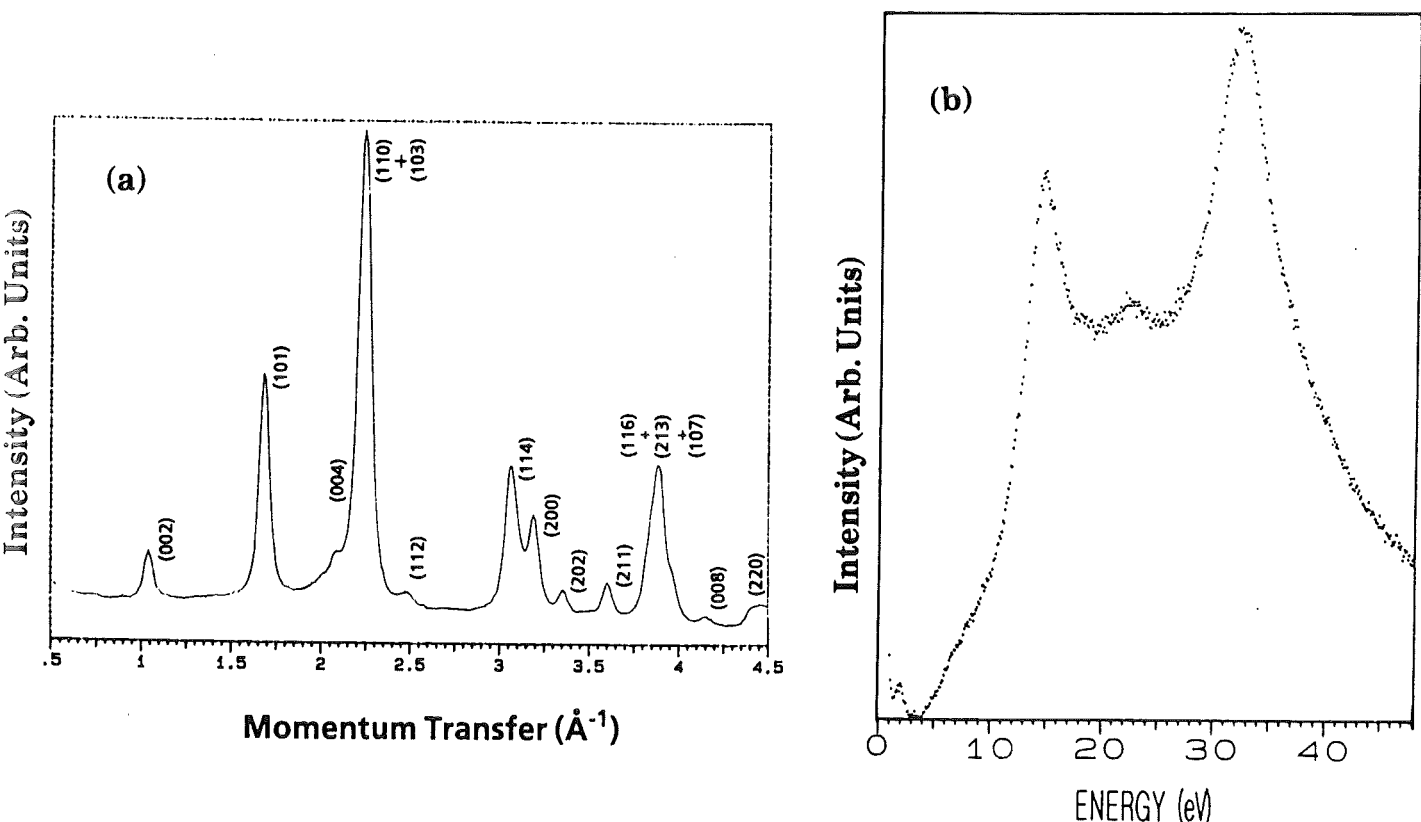 (a)
Intensity (Arb. Units)
(002)
(101)
(004)
(110)
+
(103)
(112)
(114)
(200)
(202)
(211)
(116)
+
(213)
+
(107)
(008)
(220)
.5 1 1.5 2 2.5 3 3.5 4 4.5
Momentum Transfer (Å-1)
(b)
Intensity (Arb. Units)
0 10 20 30 40
ENERGY (eV)